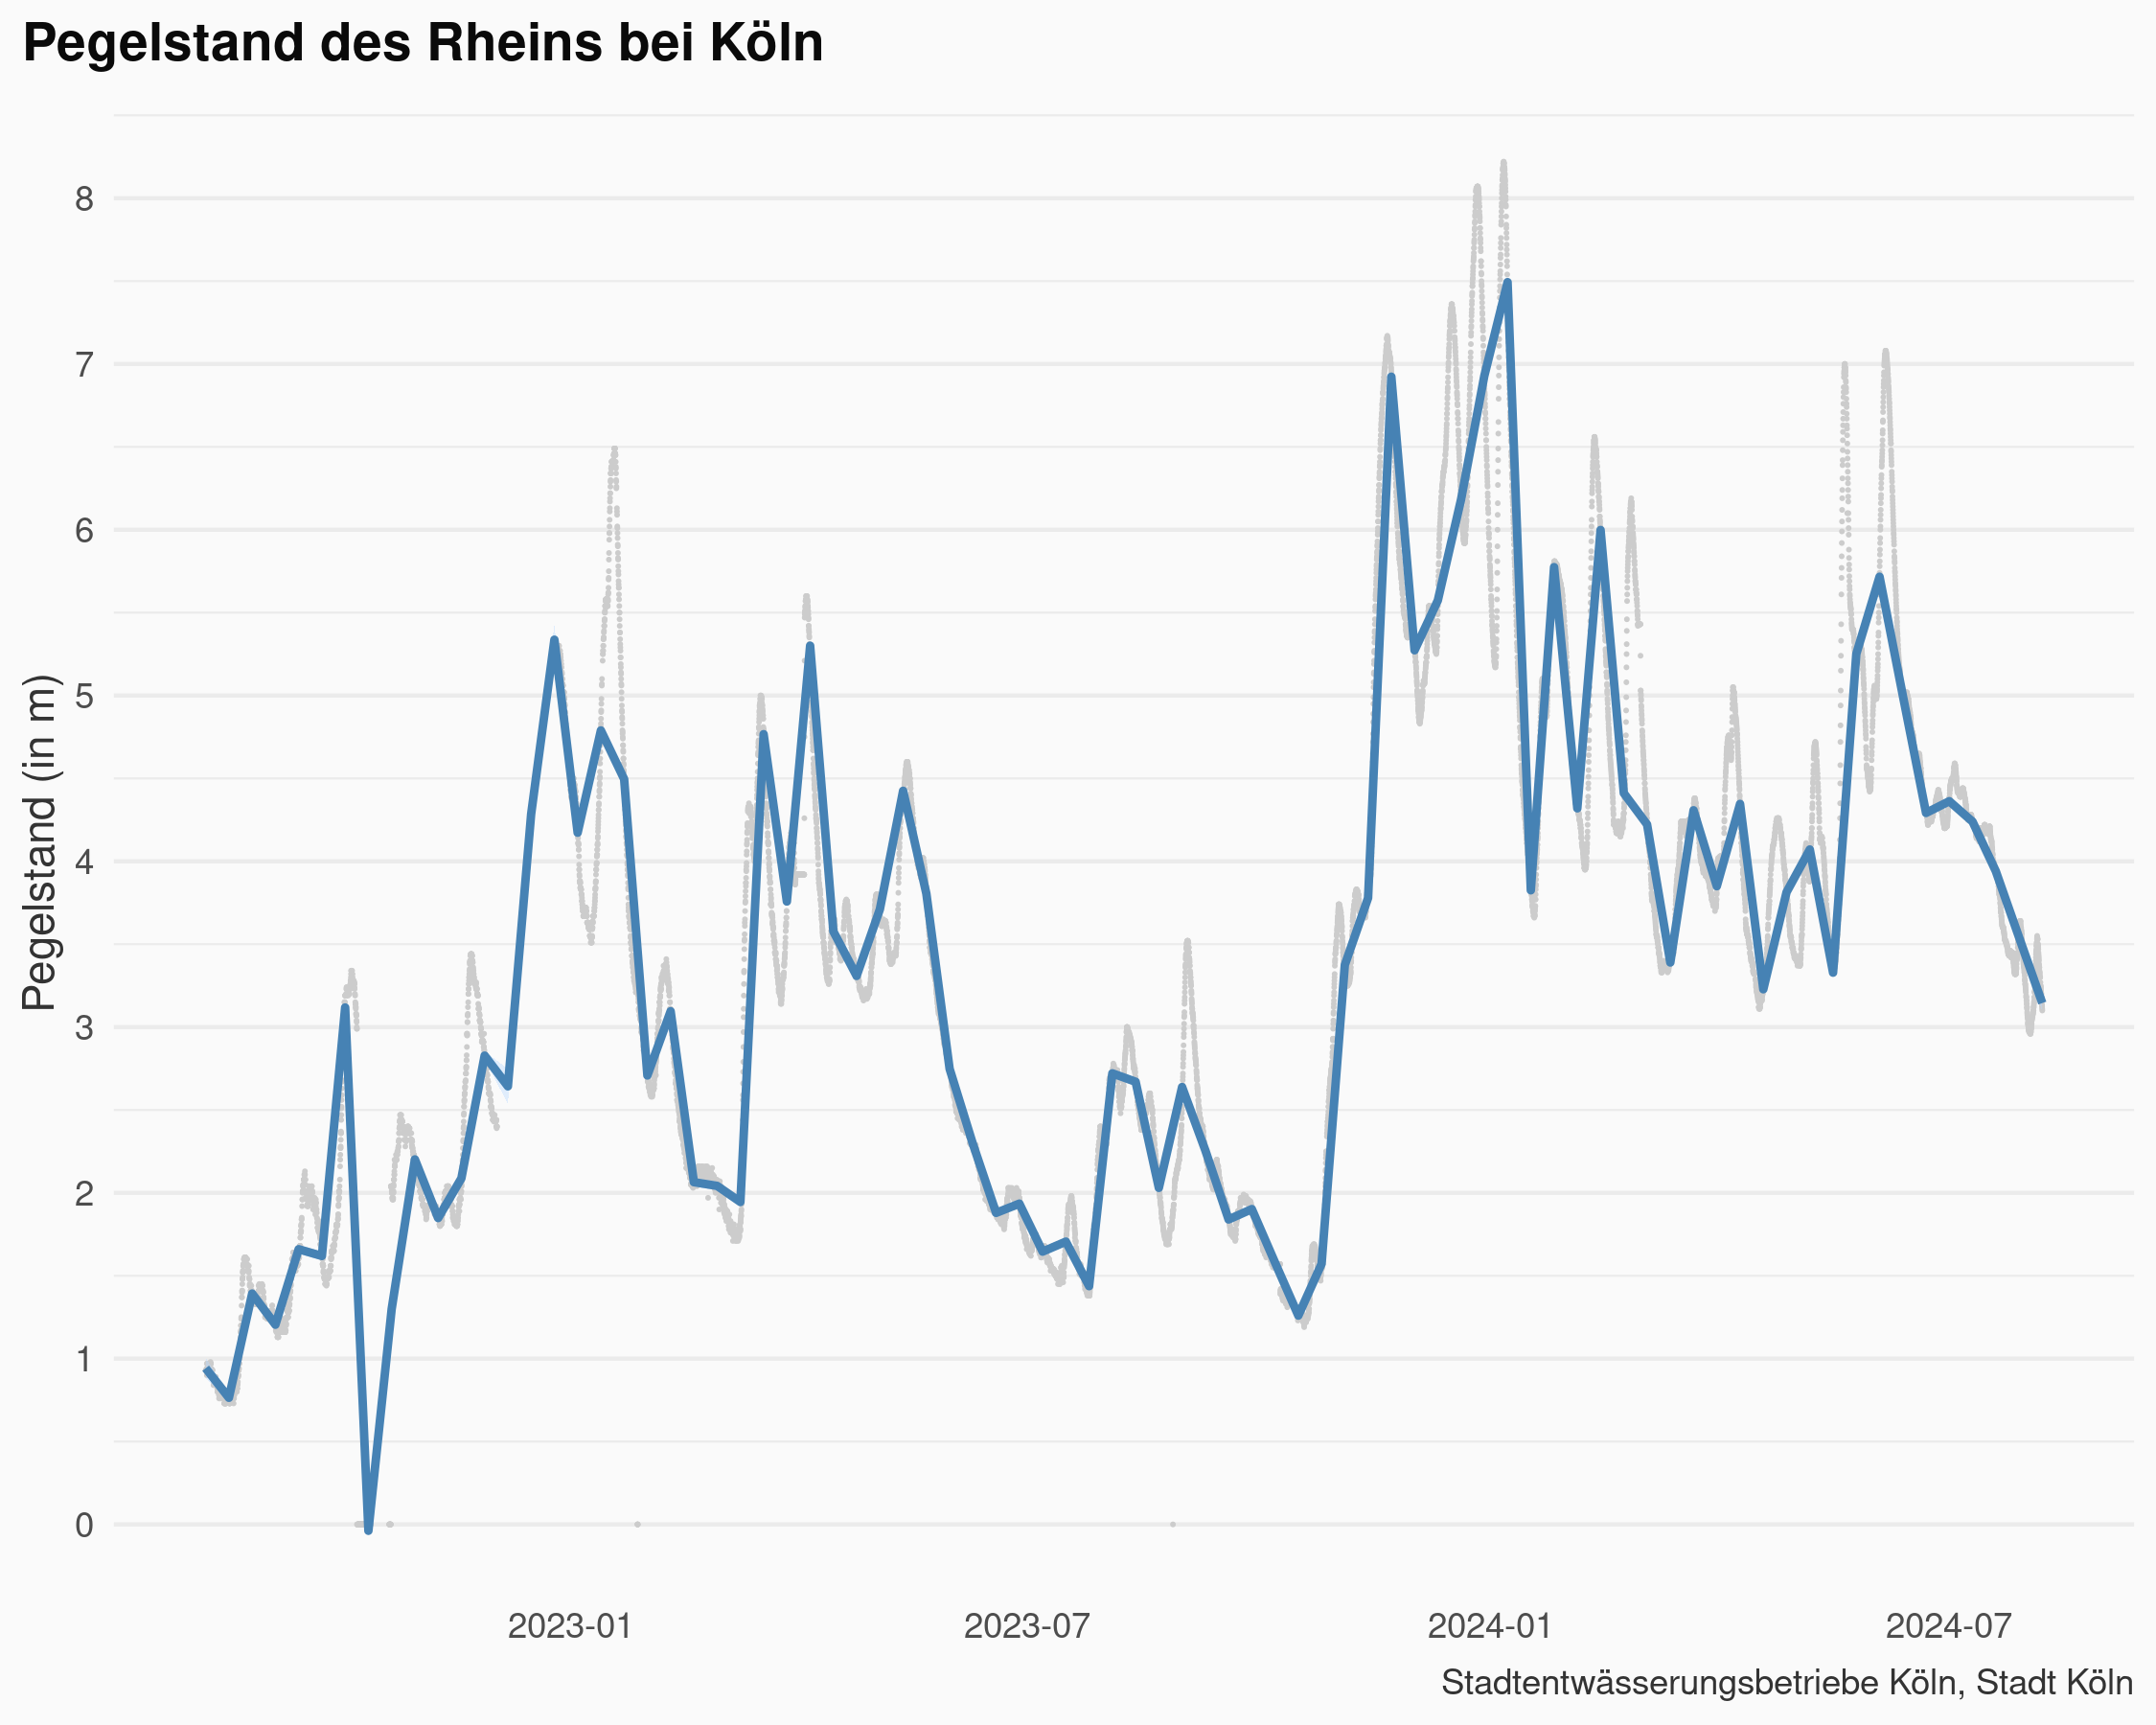 Pegelstand des Rheins bei Köln
Pegelstand (in m)
8
7
6
5
4
3
2
1
0
2023-01 2023-07 2024-01 2024-07
Stadtentwässerungsbetriebe Köln, Stadt Köln